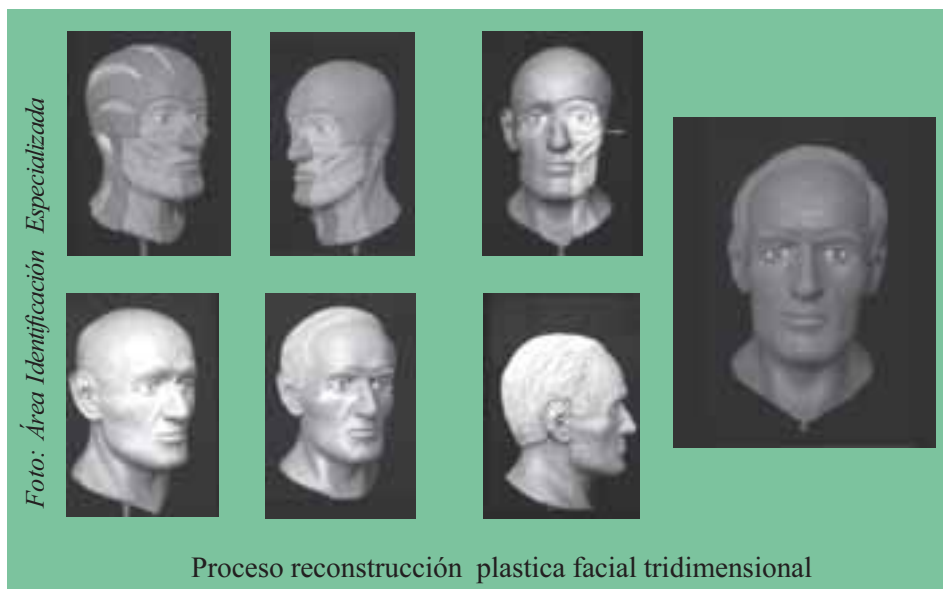 Foto: Área Identificación Especializada
Proceso reconstrucción plastica facial tridimensional